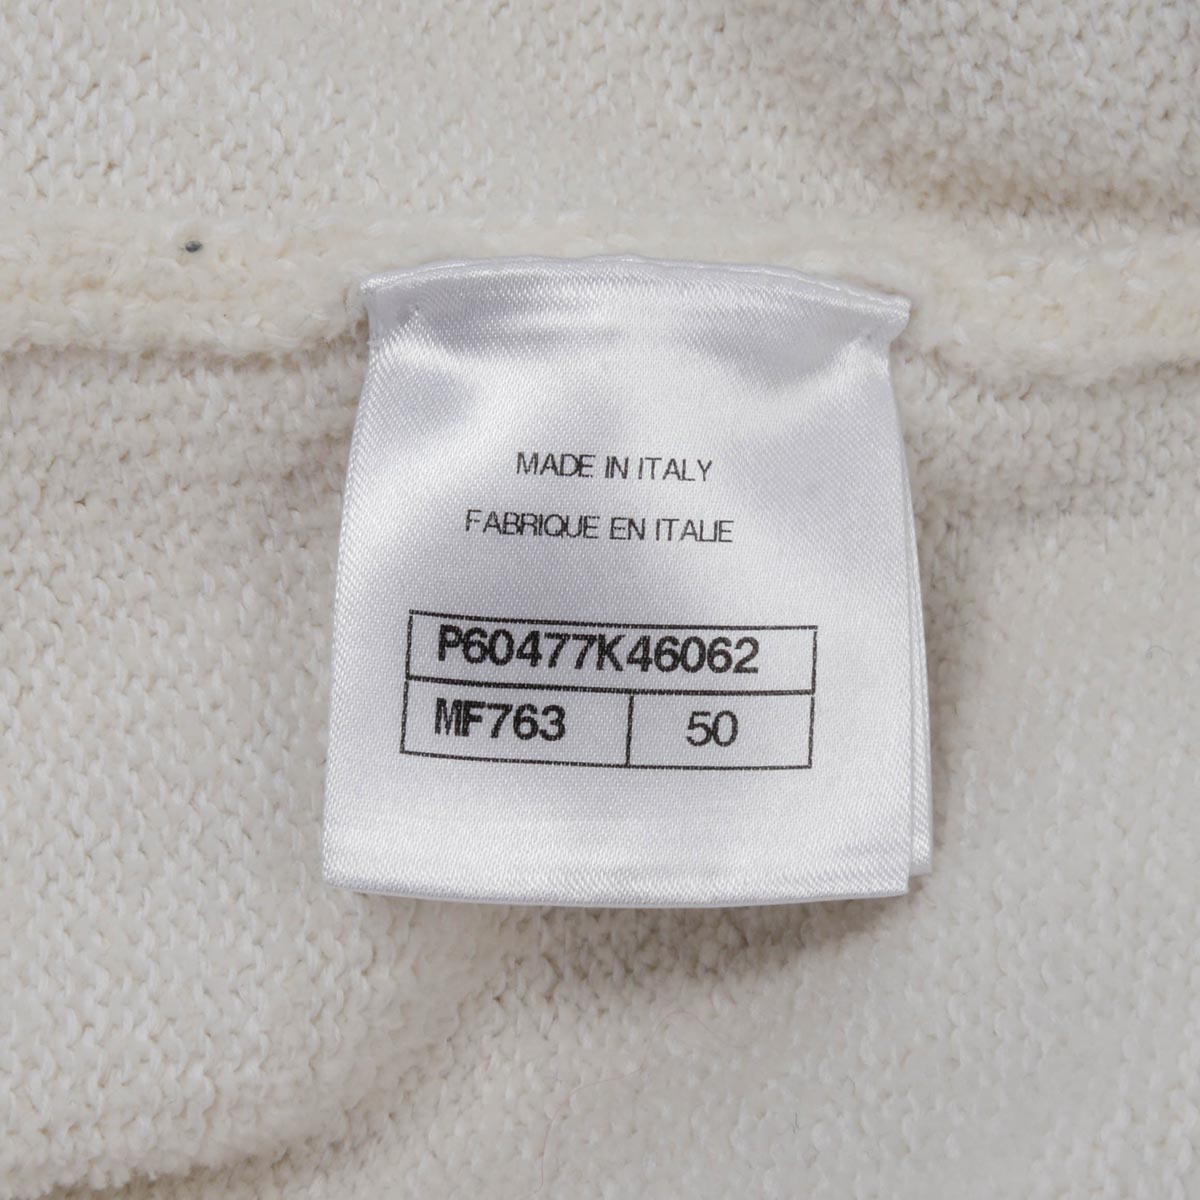 MADE IN ITALY
FABRIQUE EN ITALIE
P60477K46062
MF763 50